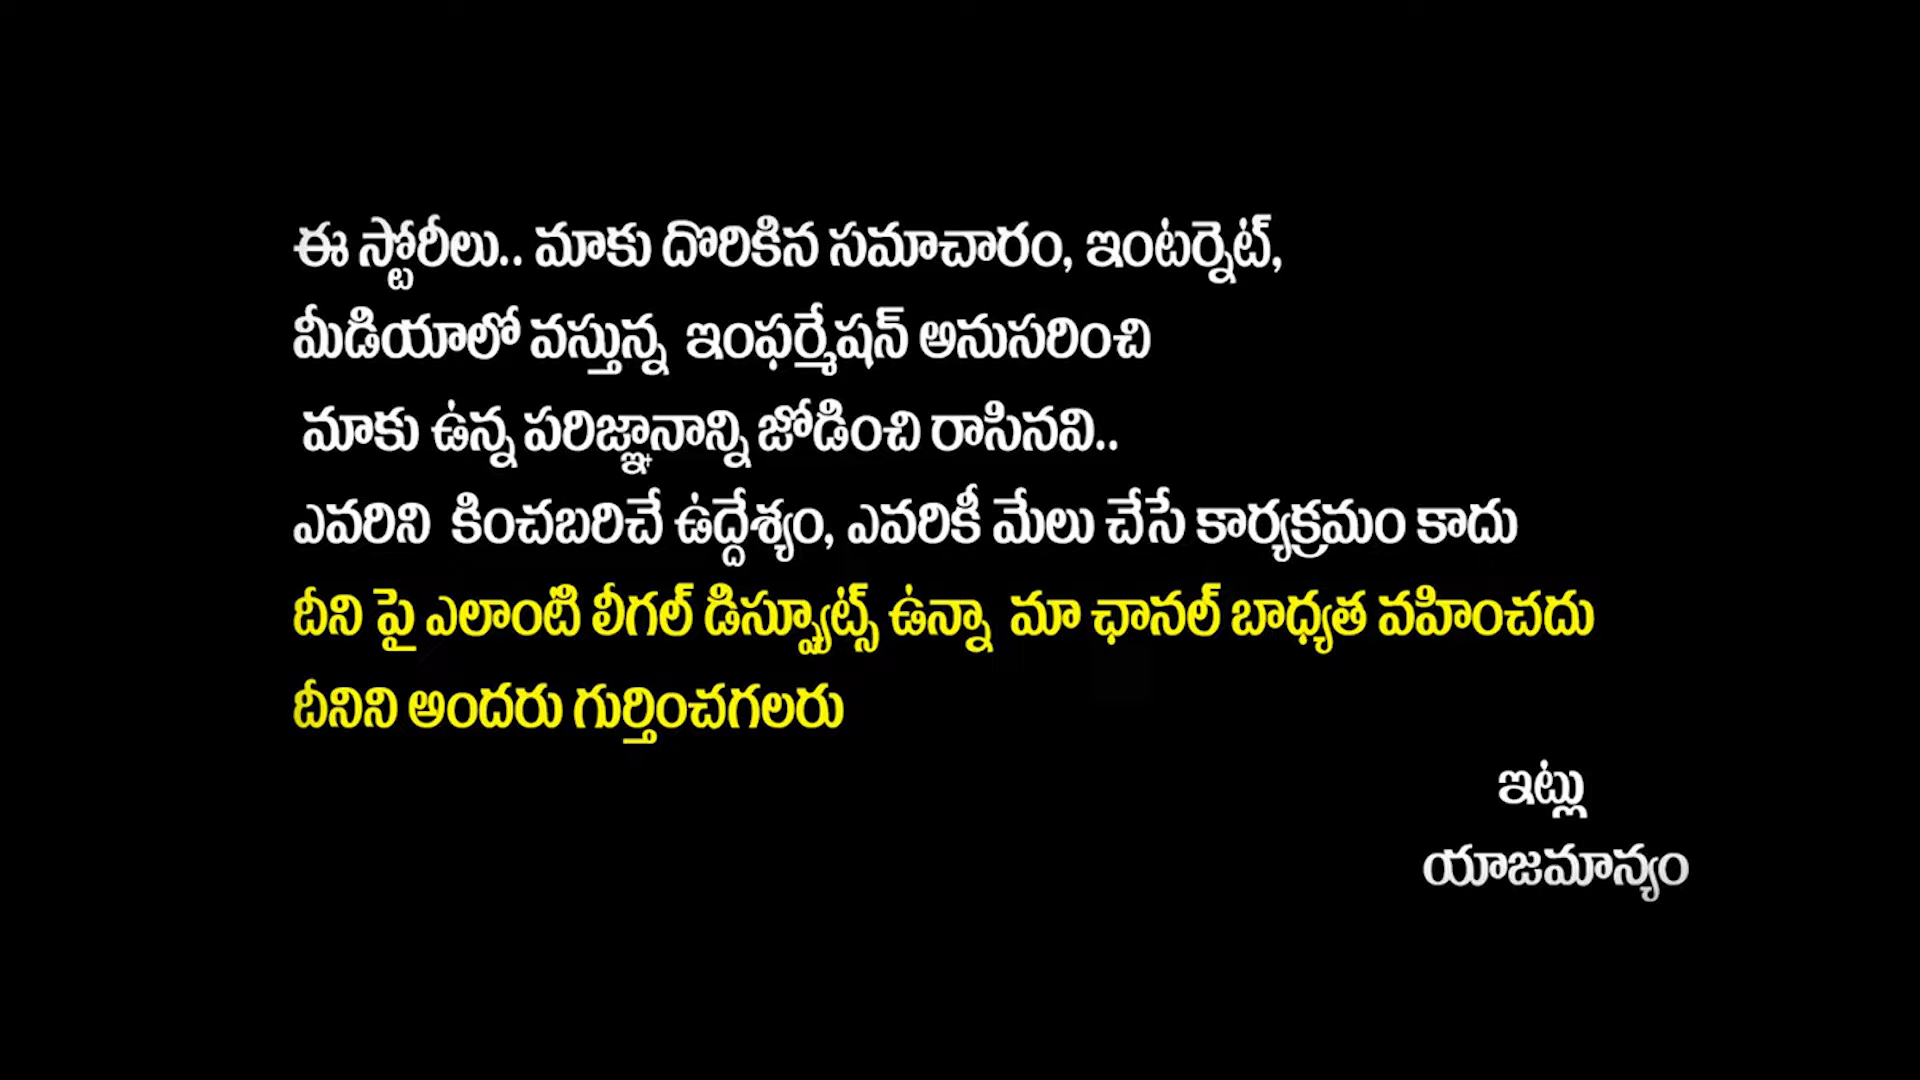 ఈ స్టోరీలు.. మాకు దొరికిన సమాచారం, ఇంటర్నెట్,
మీడియాలో వస్తున్న ఇంఫర్మేషన్ అనుసరించి
మాకు ఉన్న పరిజ్ఞానాన్ని జోడించి రాసినవి..
ఎవరిని కించబరిచే ఉద్దేశ్యం, ఎవరికీ మేలు చేసే కార్యక్రమం కాదు
దీని పై ఎలాంటి లీగల్ డిస్ప్యూట్స్ ఉన్నా మా ఛానల్ బాధ్యత వహించదు
దీనిని అందరు గుర్తించగలరు
ఇట్లు
యాజమాన్యం